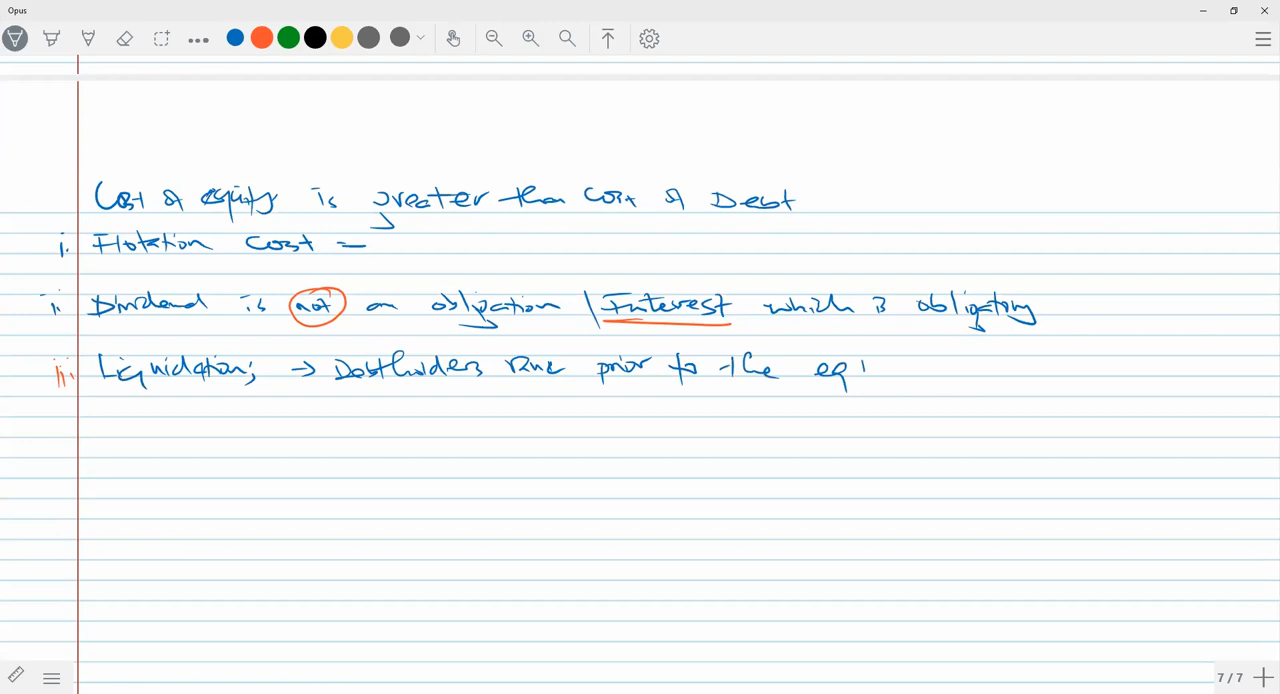 Opus
Cost of equity is greater than cost of Debt
i. Flotation cost =
ii Dividend is not an obligation \ Interest which is obligatory
iii. Liquidation; → Debtholders rank prior to the equi
7 / 7